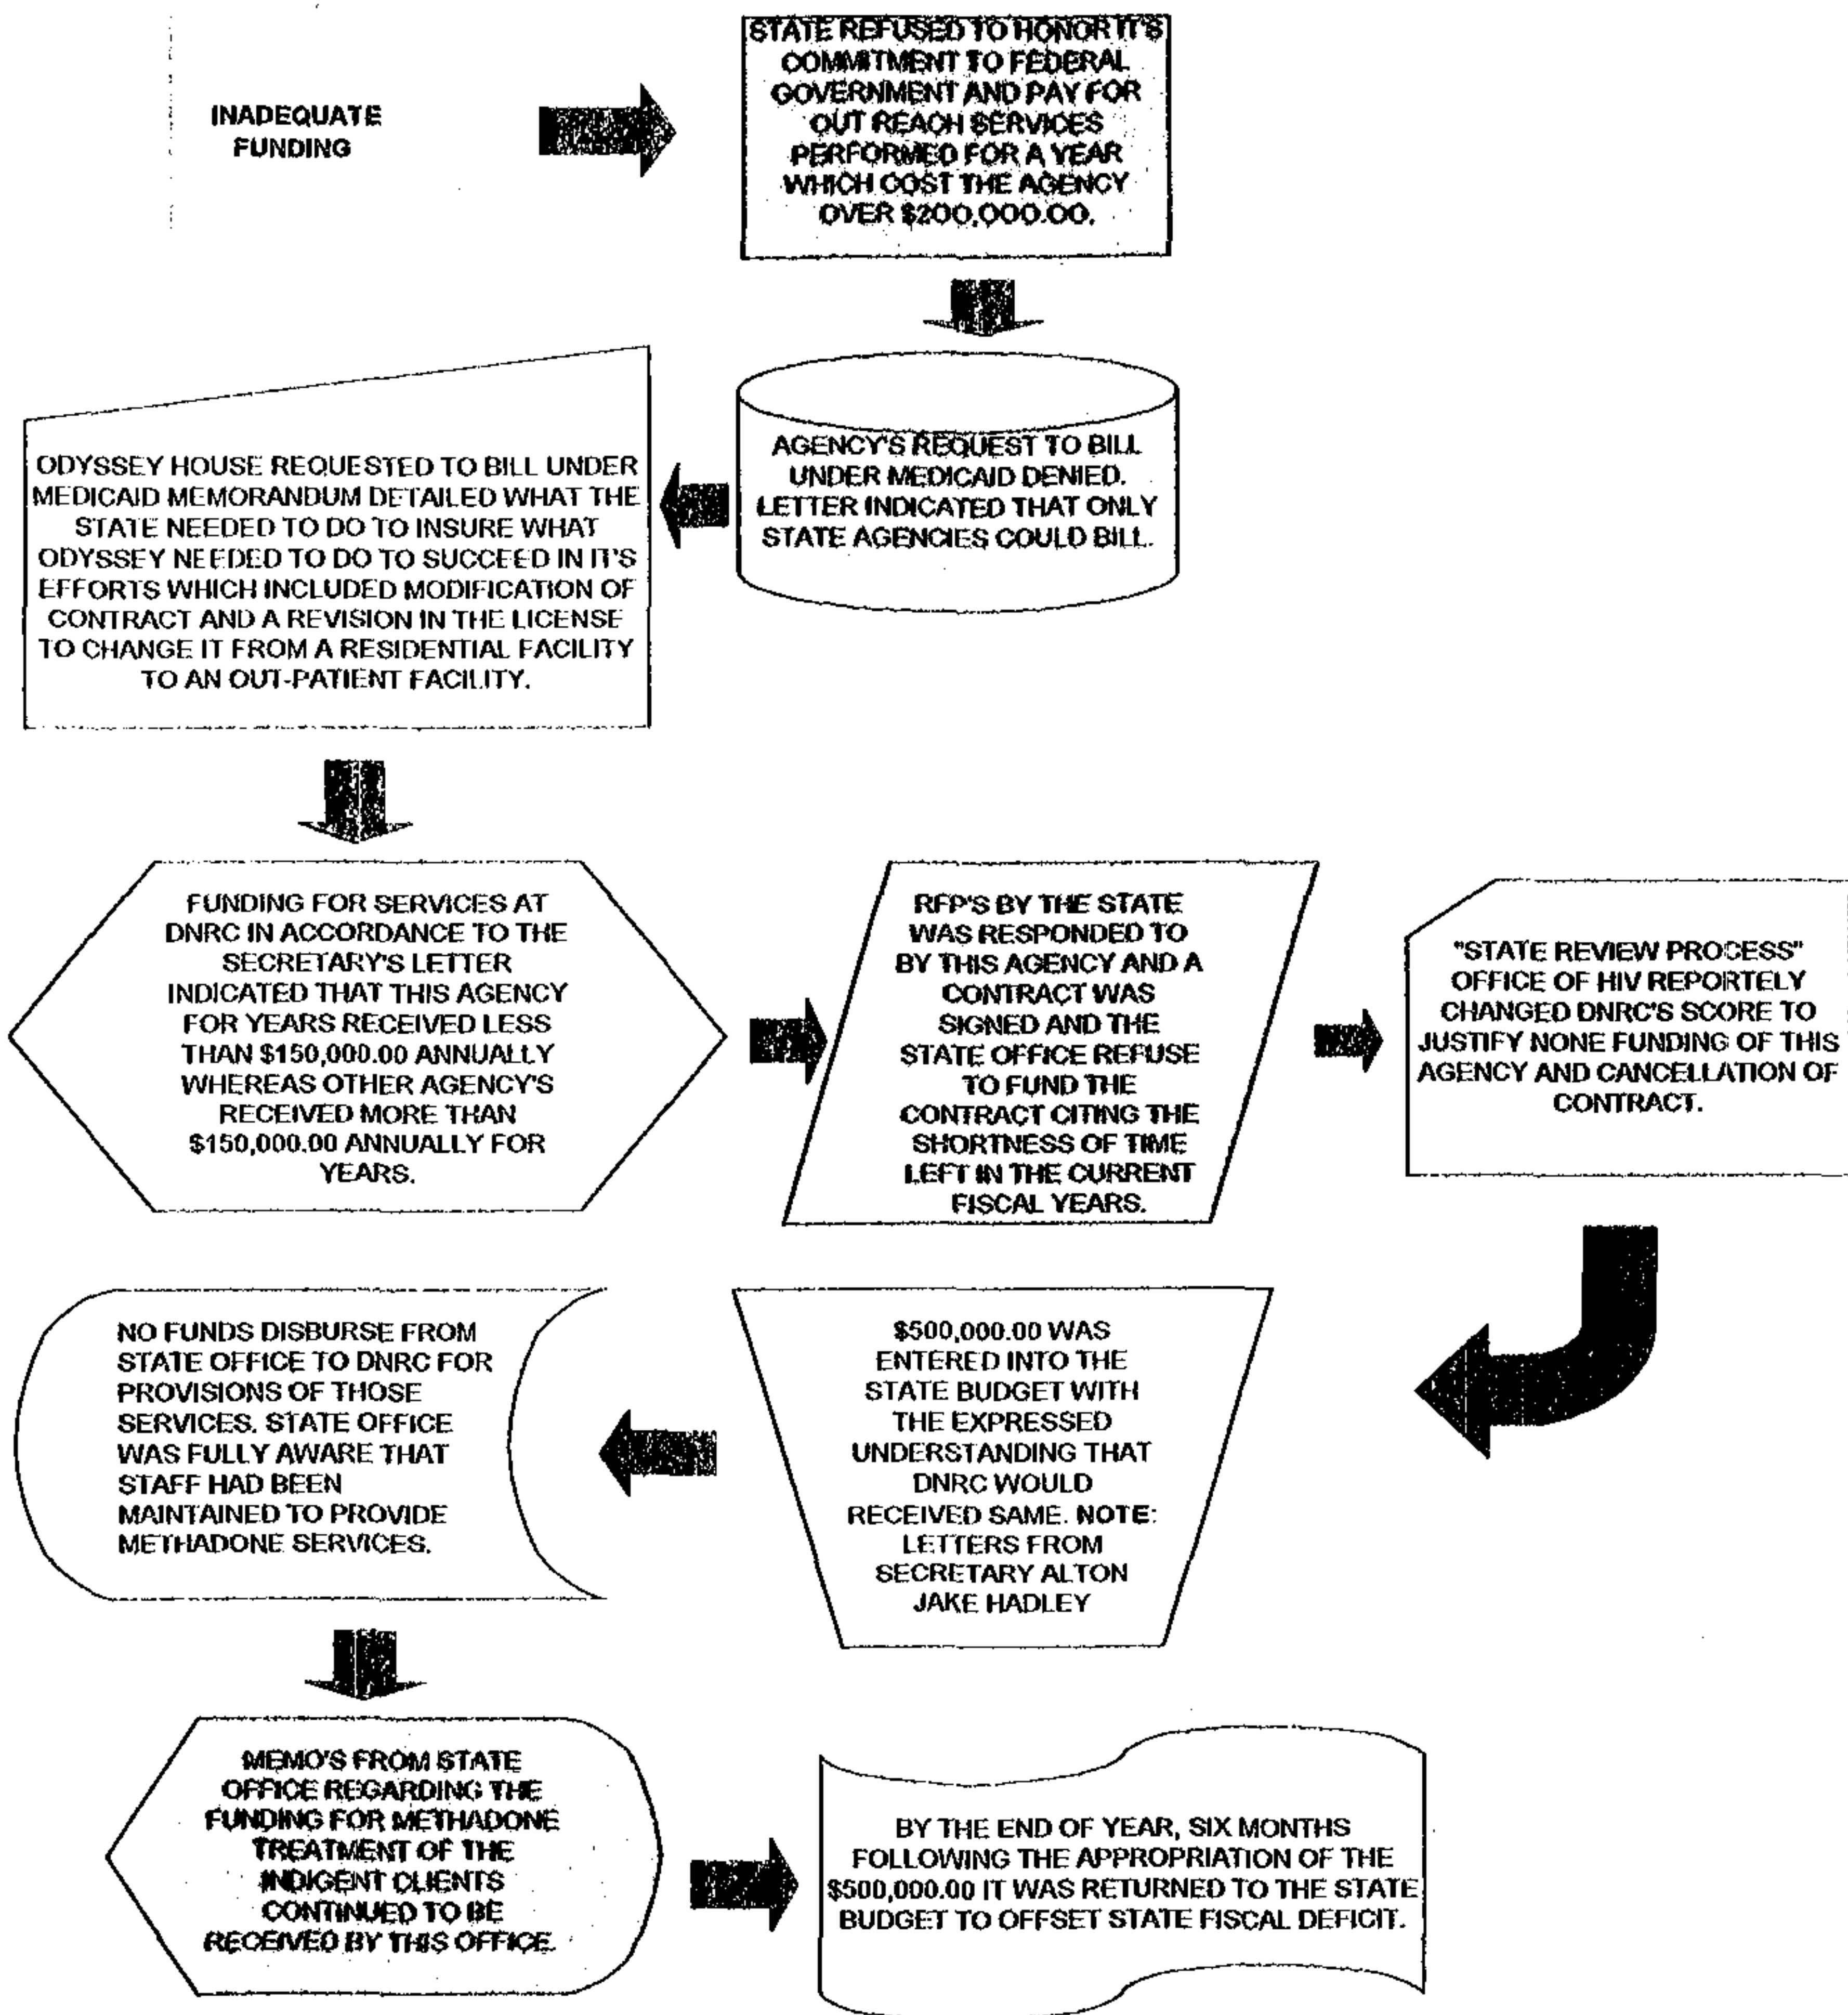 INADEQUATE
FUNDING
STATE REFUSED TO HONOR IT'S
COMMITMENT TO FEDERAL
GOVERNMENT AND PAY FOR
OUT REACH SERVICES
PERFORMED FOR A YEAR
WHICH COST THE AGENCY
OVER $200,000.00.
AGENCY'S REQUEST TO BILL
UNDER MEDICAID DENIED.
LETTER INDICATED THAT ONLY
STATE AGENCIES COULD BILL.
ODYSSEY HOUSE REQUESTED TO BILL UNDER
MEDICAID MEMORANDUM DETAILED WHAT THE
STATE NEEDED TO DO TO INSURE WHAT
ODYSSEY NEEDED TO DO TO SUCCEED IN IT'S
EFFORTS WHICH INCLUDED MODIFICATION OF
CONTRACT AND A REVISION IN THE LICENSE
TO CHANGE IT FROM A RESIDENTIAL FACILITY
TO AN OUT-PATIENT FACILITY.
FUNDING FOR SERVICES AT
DNRC IN ACCORDANCE TO THE
SECRETARY'S LETTER
INDICATED THAT THIS AGENCY
FOR YEARS RECEIVED LESS
THAN $150,000.00 ANNUALLY
WHEREAS OTHER AGENCY'S
RECEIVED MORE THAN
$150,000.00 ANNUALLY FOR
YEARS.
RFP'S BY THE STATE
WAS RESPONDED TO
BY THIS AGENCY AND A
CONTRACT WAS
SIGNED AND THE
STATE OFFICE REFUSE
TO FUND THE
CONTRACT CITING THE
SHORTNESS OF TIME
LEFT IN THE CURRENT
FISCAL YEARS.
"STATE REVIEW PROCESS"
OFFICE OF HIV REPORTELY
CHANGED DNRC'S SCORE TO
JUSTIFY NONE FUNDING OF THIS
AGENCY AND CANCELLATION OF
CONTRACT.
$500,000.00 WAS
ENTERED INTO THE
STATE BUDGET WITH
THE EXPRESSED
UNDERSTANDING THAT
DNRC WOULD
RECEIVED SAME. NOTE:
LETTERS FROM
SECRETARY ALTON
JAKE HADLEY
NO FUNDS DISBURSE FROM
STATE OFFICE TO DNRC FOR
PROVISIONS OF THOSE
SERVICES. STATE OFFICE
WAS FULLY AWARE THAT
STAFF HAD BEEN
MAINTAINED TO PROVIDE
METHADONE SERVICES.
MEMO'S FROM STATE
OFFICE REGARDING THE
FUNDING FOR METHADONE
TREATMENT OF THE
INDIGENT CLIENTS
CONTINUED TO BE
RECEIVED BY THIS OFFICE.
BY THE END OF YEAR, SIX MONTHS
FOLLOWING THE APPROPRIATION OF THE
$500,000.00 IT WAS RETURNED TO THE STATE
BUDGET TO OFFSET STATE FISCAL DEFICIT.